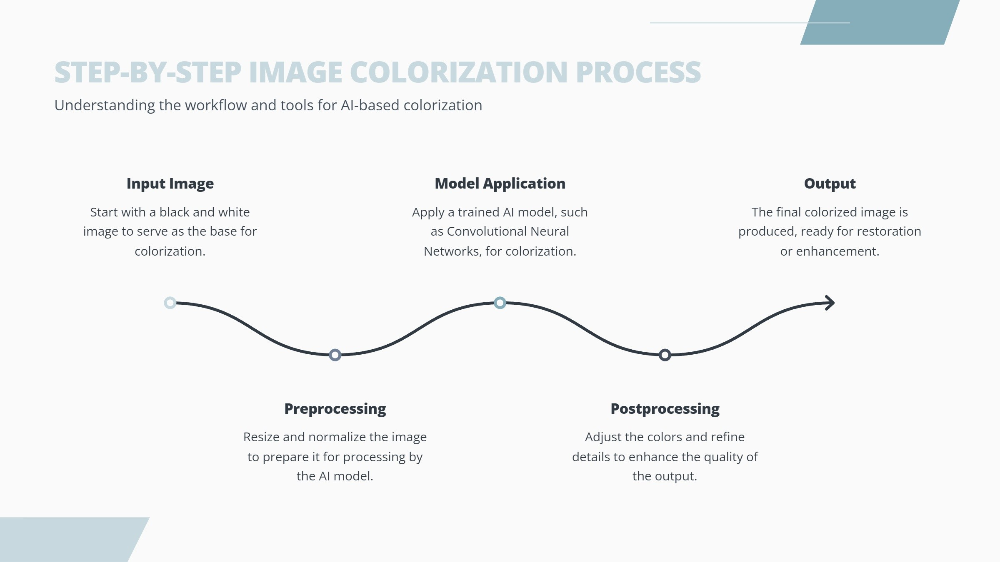 STEP-BY-STEP IMAGE COLORIZATION PROCESS
Understanding the workflow and tools for AI-based colorization
Input Image
Start with a black and white
image to serve as the base for
colorization.
Preprocessing
Resize and normalize the image
to prepare it for processing by
the AI model.
Model Application
Apply a trained AI model, such
as Convolutional Neural
Networks, for colorization.
Postprocessing
Adjust the colors and refine
details to enhance the quality of
the output.
Output
The final colorized image is
produced, ready for restoration
or enhancement.